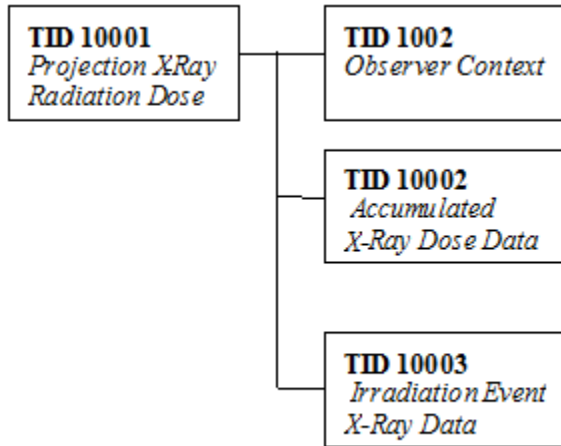 TID 10001
Projection X-Ray
Radiation Dose
TID 1002
Observer Context
TID 10002
Accumulated
X-Ray Dose Data
TID 10003
Irradiation Event
X-Ray Data